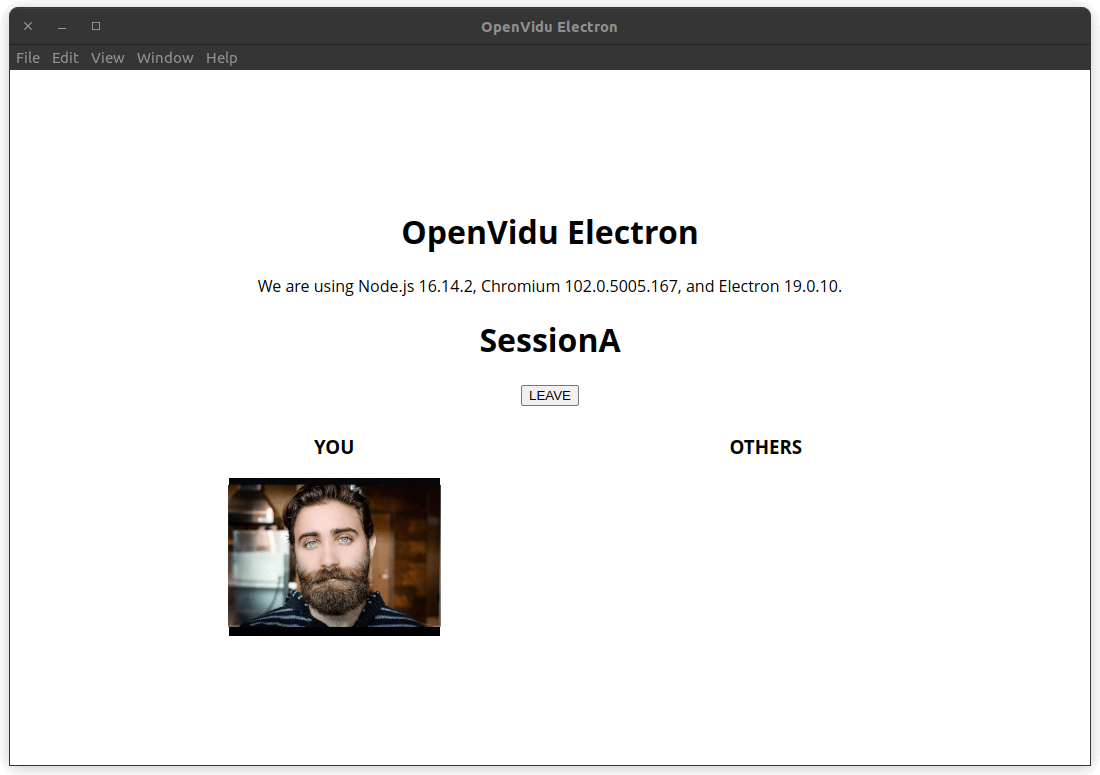 OpenVidu Electron
File Edit View Window Help
OpenVidu Electron
We are using Node.js 16.14.2, Chromium 102.0.5005.167, and Electron 19.0.10.
SessionA
LEAVE
YOU OTHERS